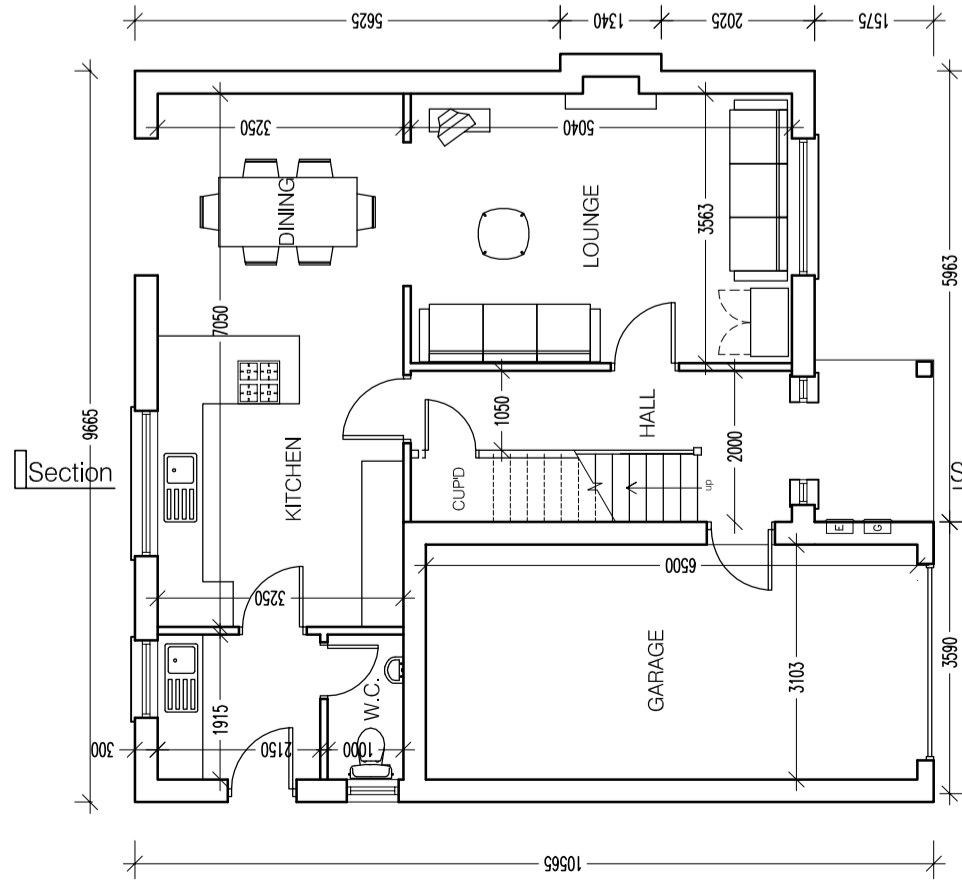 5625
1340
2025
1575
9665
3250
5040
DINING
LOUNGE
3563
5963
7050
1050
HALL
2000
Section
KITCHEN
CUP'D
up
E
G
6500
3250
GARAGE
3103
3590
1915
W.C.
300
2150
1000
10565